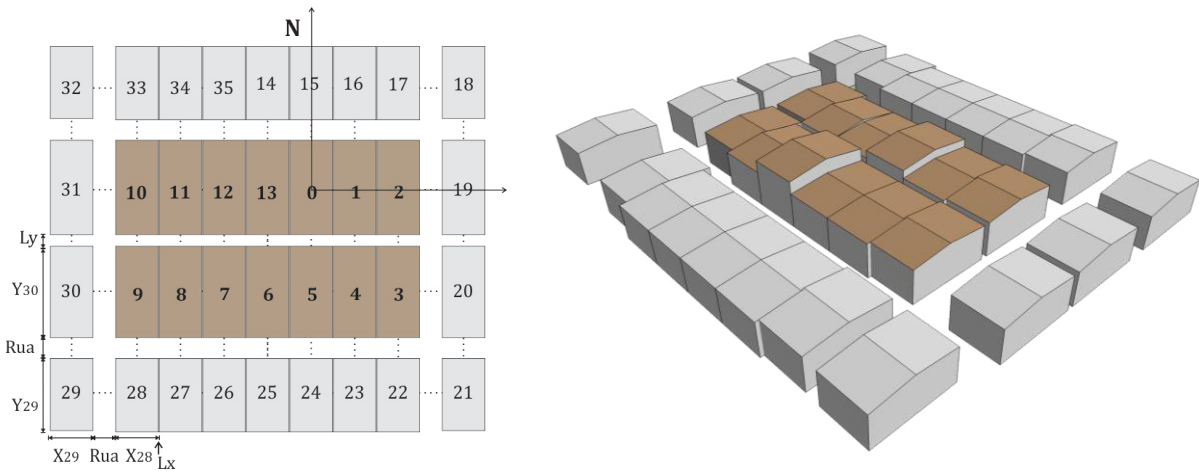 N
32 33 34 35 14 15 16 17 18
31 10 11 12 13 0 1 2 19
Ly
Y30 30 9 8 7 6 5 4 3 20
Rua
Y29 29 28 27 26 25 24 23 22 21
X29 Rua X28 Lx